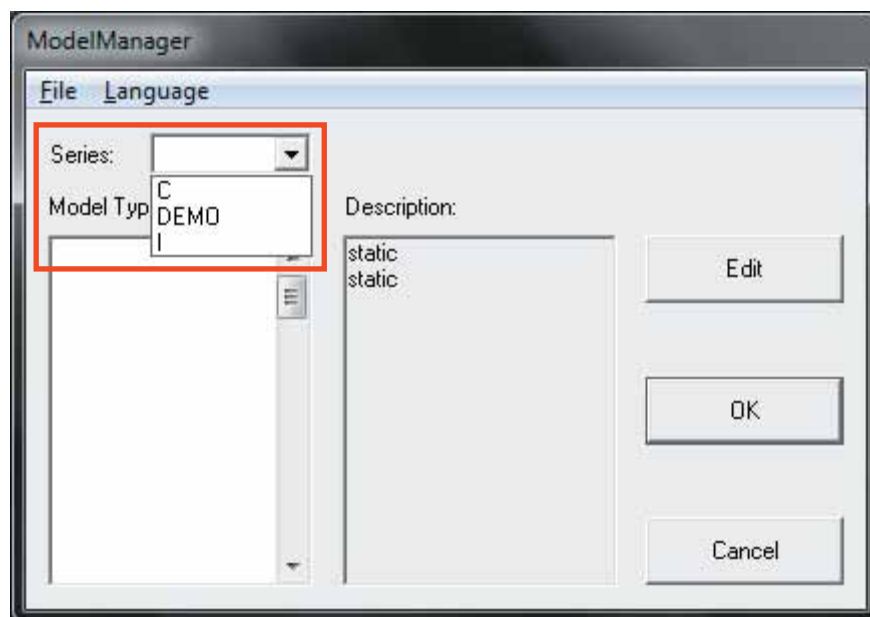 ModelManager
File Language
Series:
C
DEMO
I
Model Typ
Description:
static
static
Edit
OK
Cancel